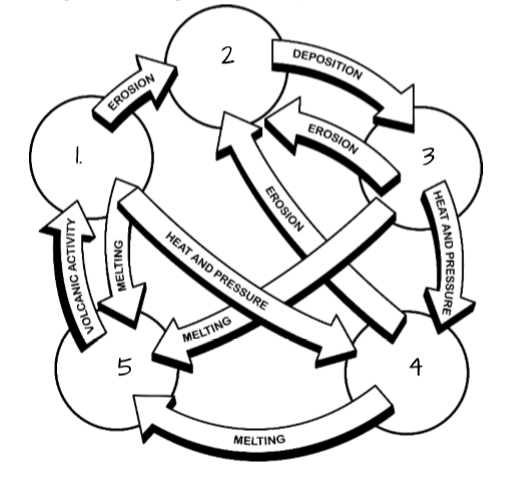 2
DEPOSITION
EROSION
1.
EROSION
3
EROSION
HEAT AND PRESSURE
HEAT AND PRESSURE
VOLCANIC ACTIVITY
MELTING
MELTING
5
4
MELTING